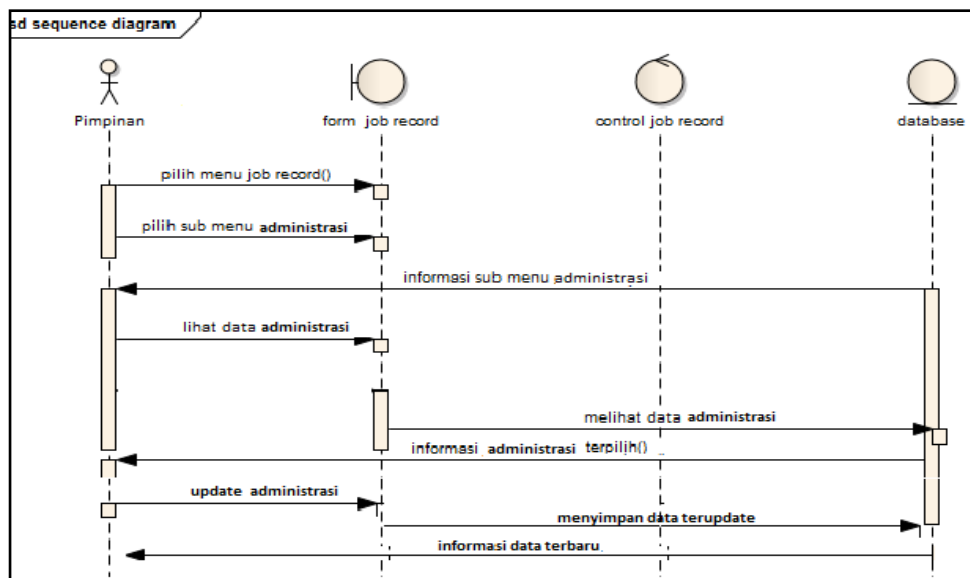 sd sequence diagram
Pimpinan
form job record
control job record
database
pilih menu job record()
pilih sub menu administrasi
informasi sub menu administrasi
lihat data administrasi
melihat data administrasi
informasi administrasi terpilih()
update administrasi
menyimpan data terupdate
informasi data terbaru